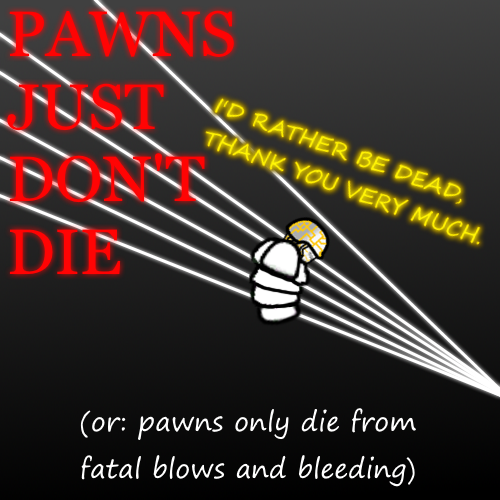 PAWNS
JUST
DON'T
DIE
I'D RATHER BE DEAD,
THANK YOU VERY MUCH.
(or: pawns only die from
fatal blows and bleeding)